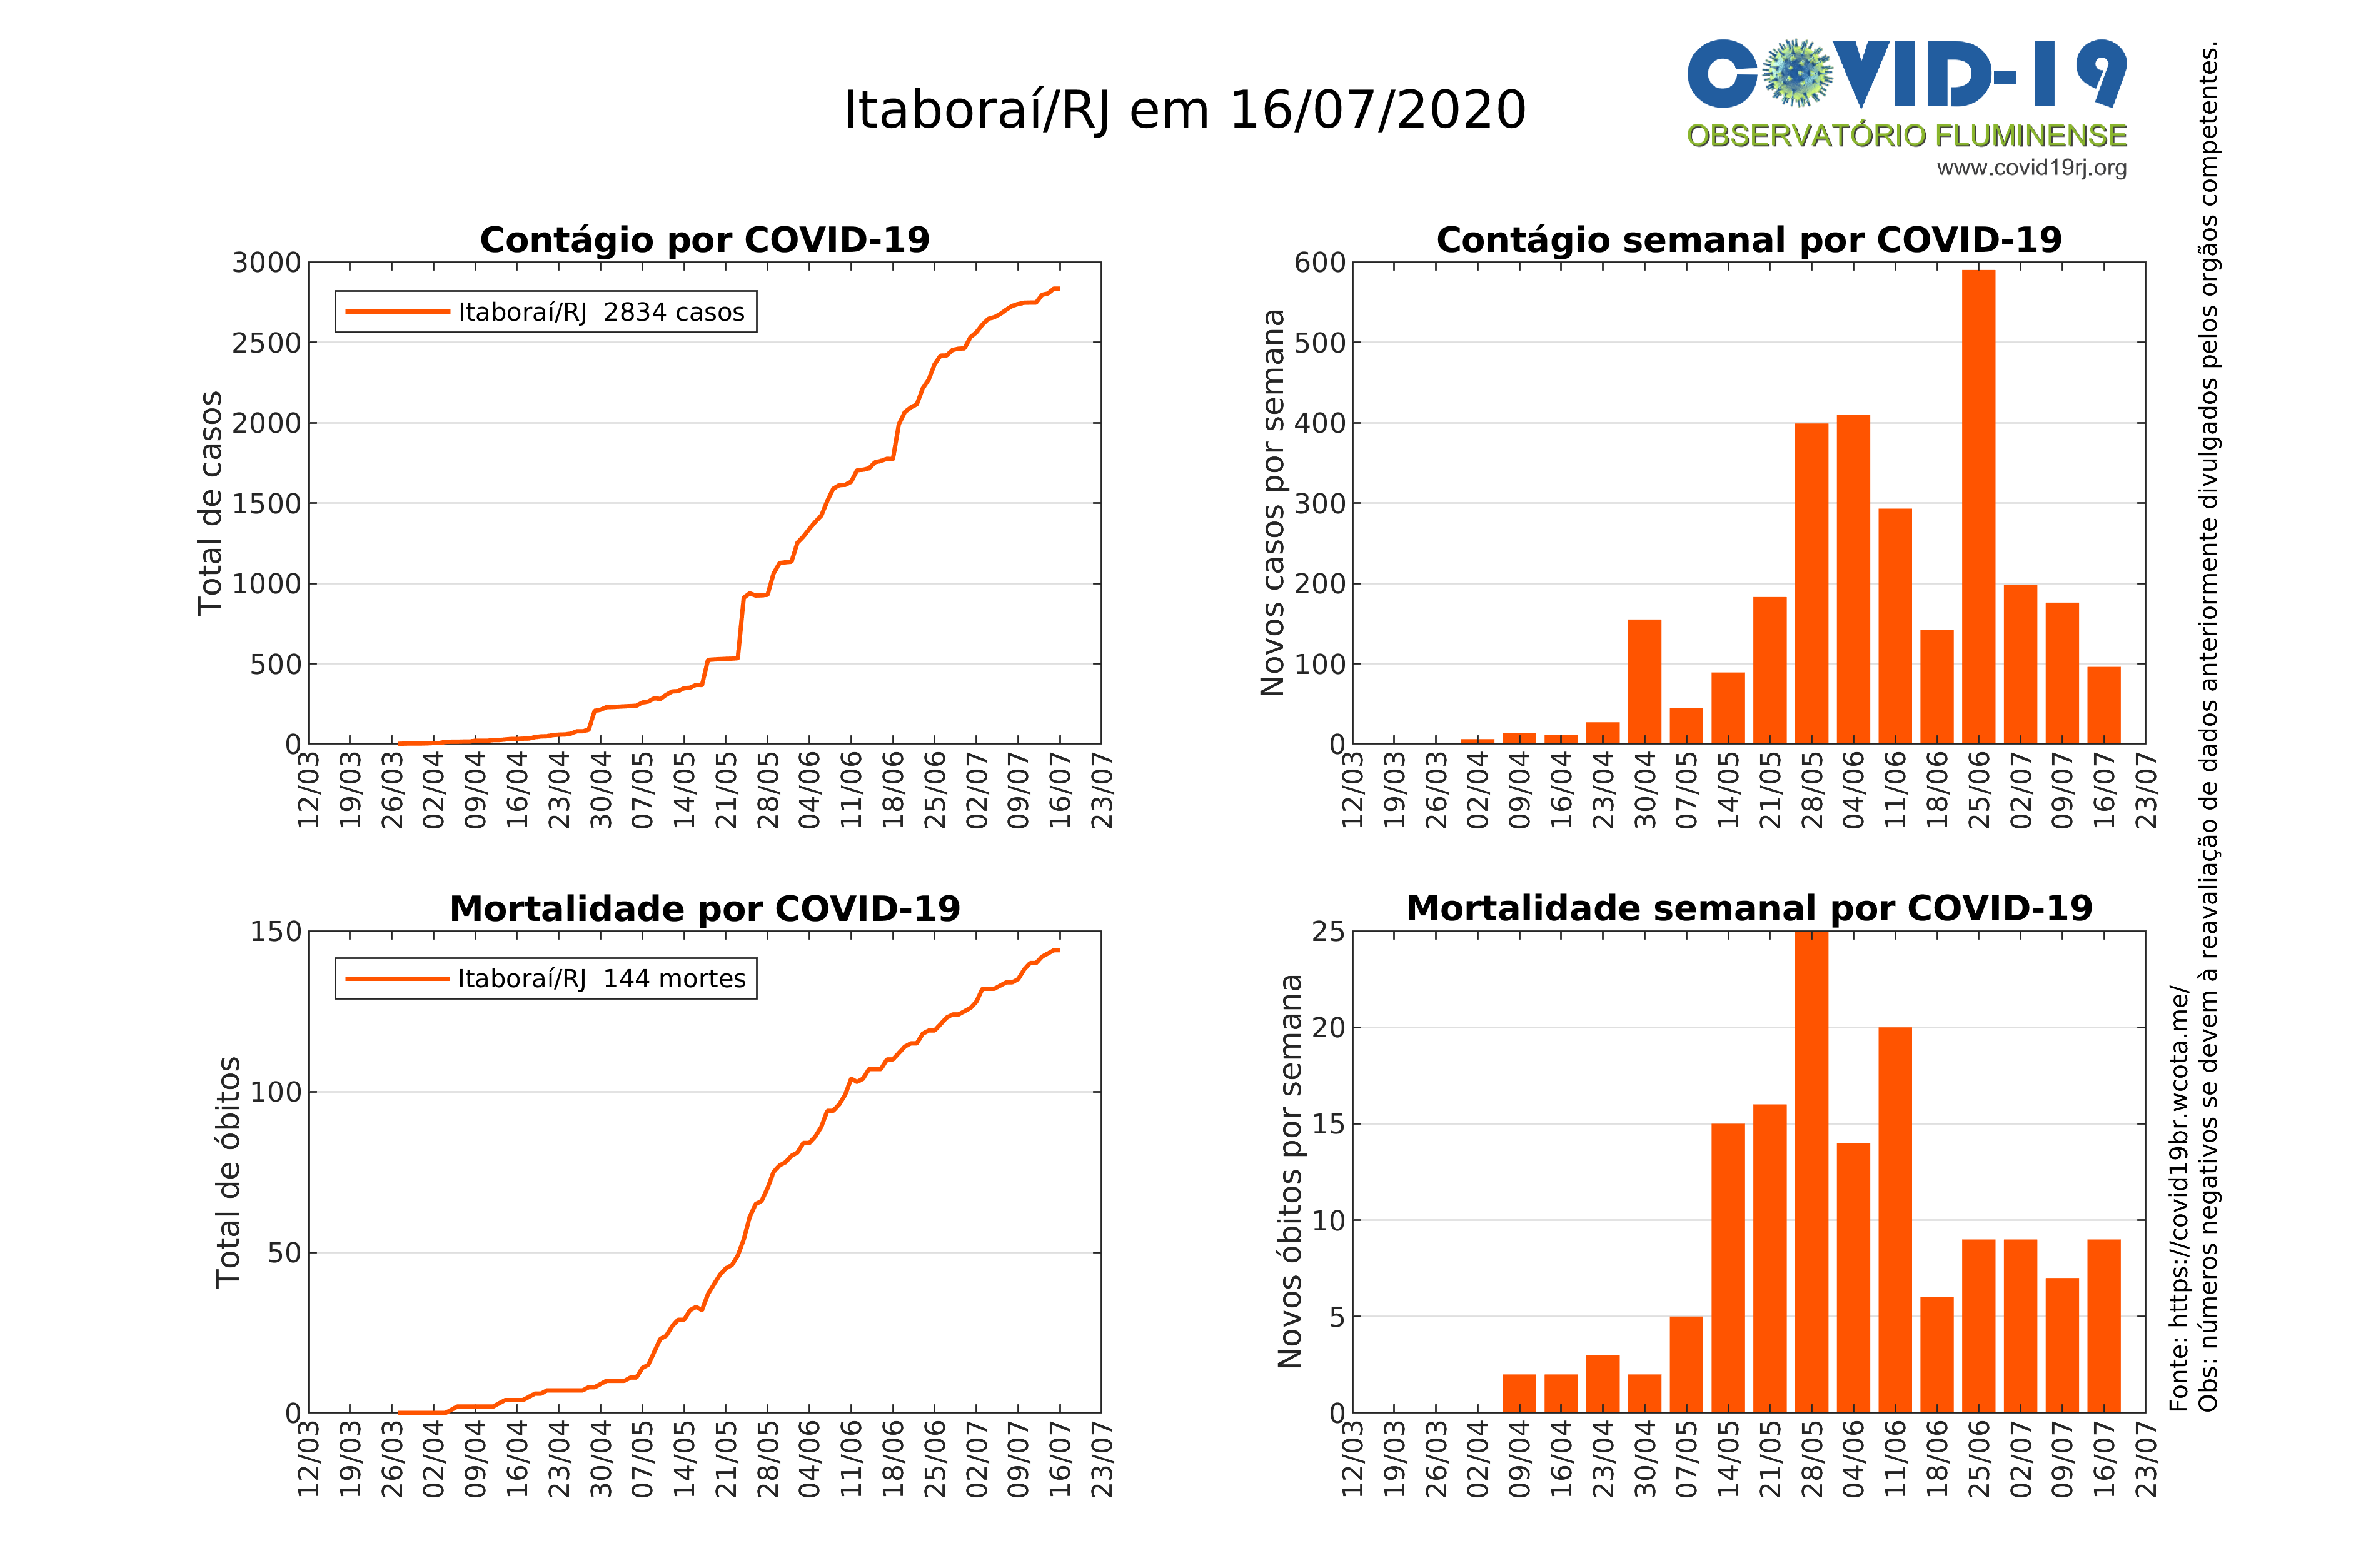 Itaboraí/RJ em 16/07/2020
COVID-19
OBSERVATÓRIO FLUMINENSE
www.covid19rj.org
Contágio por COVID-19
Total de casos
3000
2500
2000
1500
1000
500
0
Itaboraí/RJ 2834 casos
12/03 19/03 26/03 02/04 09/04 16/04 23/04 30/04 07/05 14/05 21/05 28/05 04/06 11/06 18/06 25/06 02/07 09/07 16/07 23/07
Contágio semanal por COVID-19
Novos casos por semana
600
500
400
300
200
100
0
12/03 19/03 26/03 02/04 09/04 16/04 23/04 30/04 07/05 14/05 21/05 28/05 04/06 11/06 18/06 25/06 02/07 09/07 16/07 23/07
Mortalidade por COVID-19
Total de óbitos
150
100
50
0
Itaboraí/RJ 144 mortes
12/03 19/03 26/03 02/04 09/04 16/04 23/04 30/04 07/05 14/05 21/05 28/05 04/06 11/06 18/06 25/06 02/07 09/07 16/07 23/07
Mortalidade semanal por COVID-19
Novos óbitos por semana
25
20
15
10
5
0
12/03 19/03 26/03 02/04 09/04 16/04 23/04 30/04 07/05 14/05 21/05 28/05 04/06 11/06 18/06 25/06 02/07 09/07 16/07 23/07
Fonte: https://covid19br.wcota.me/
Obs: números negativos se devem à reavaliação de dados anteriormente divulgados pelos orgãos competentes.